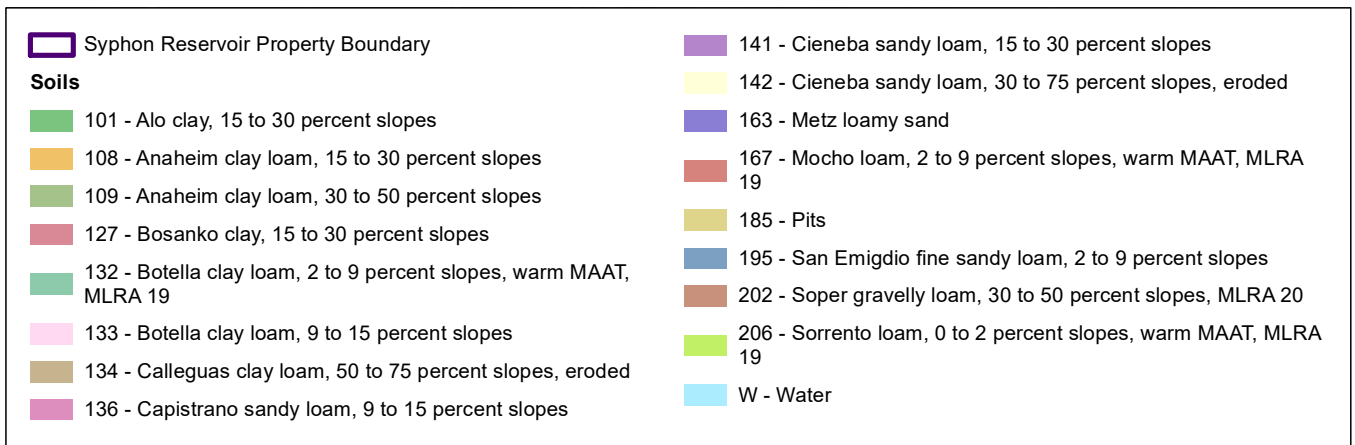 Syphon Reservoir Property Boundary
Soils
101 - Alo clay, 15 to 30 percent slopes
108 - Anaheim clay loam, 15 to 30 percent slopes
109 - Anaheim clay loam, 30 to 50 percent slopes
127 - Bosanko clay, 15 to 30 percent slopes
132 - Botella clay loam, 2 to 9 percent slopes, warm MAAT,
MLRA 19
133 - Botella clay loam, 9 to 15 percent slopes
134 - Calleguas clay loam, 50 to 75 percent slopes, eroded
136 - Capistrano sandy loam, 9 to 15 percent slopes
141 - Cieneba sandy loam, 15 to 30 percent slopes
142 - Cieneba sandy loam, 30 to 75 percent slopes, eroded
163 - Metz loamy sand
167 - Mocho loam, 2 to 9 percent slopes, warm MAAT, MLRA
19
185 - Pits
195 - San Emigdio fine sandy loam, 2 to 9 percent slopes
202 - Soper gravelly loam, 30 to 50 percent slopes, MLRA 20
206 - Sorrento loam, 0 to 2 percent slopes, warm MAAT, MLRA
19
W - Water